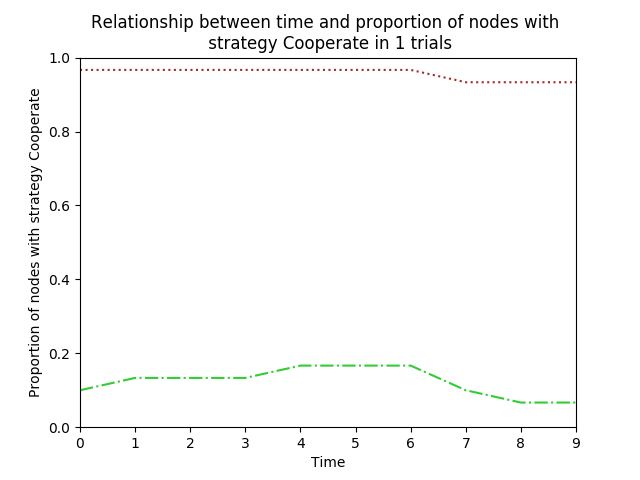 Relationship between time and proportion of nodes with
strategy Cooperate in 1 trials
1.0
0.8
0.6
0.4
0.2
0.0
Proportion of nodes with strategy Cooperate
0 1 2 3 4 5 6 7 8 9
Time